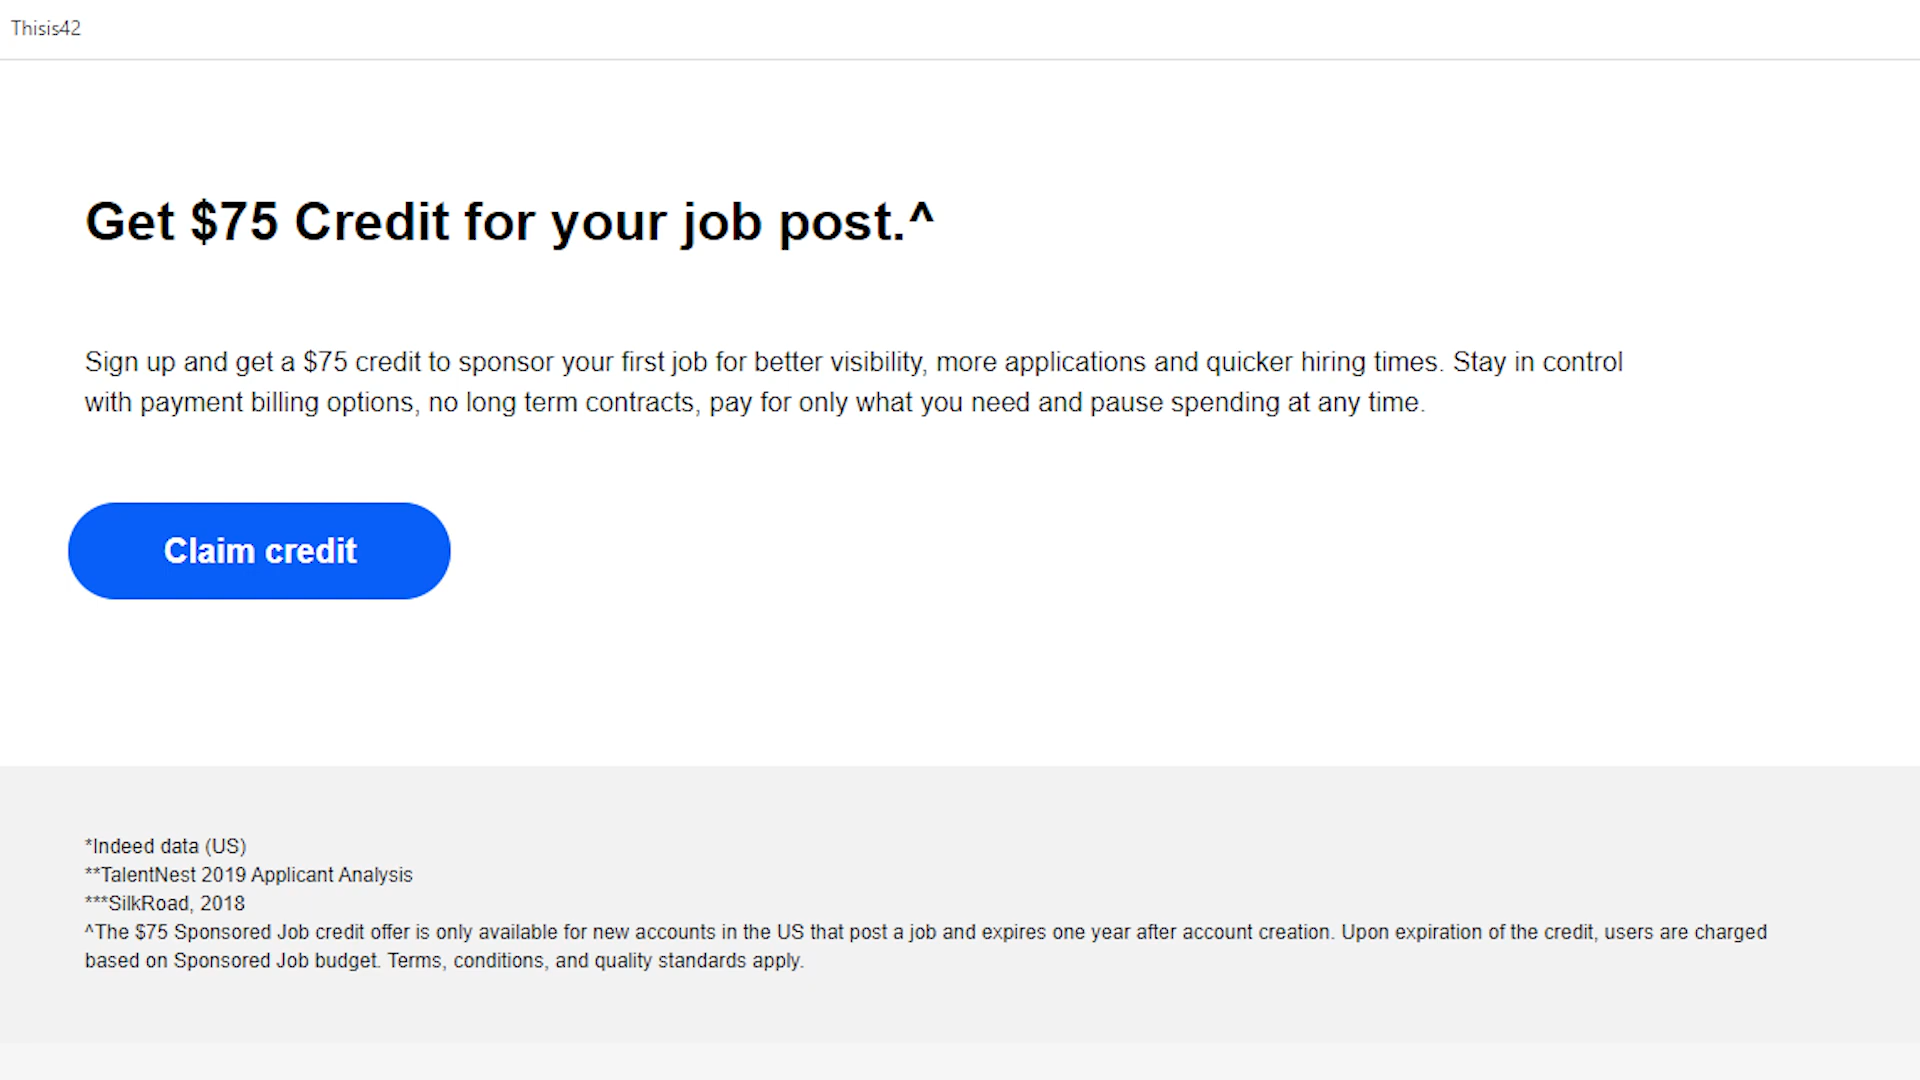 Thisis42
Get $75 Credit for your job post.^
Sign up and get a $75 credit to sponsor your first job for better visibility, more applications and quicker hiring times. Stay in control
with payment billing options, no long term contracts, pay for only what you need and pause spending at any time.
Claim credit
*Indeed data (US)
**TalentNest 2019 Applicant Analysis
***SilkRoad, 2018
^The $75 Sponsored Job credit offer is only available for new accounts in the US that post a job and expires one year after account creation. Upon expiration of the credit, users are charged
based on Sponsored Job budget. Terms, conditions, and quality standards apply.